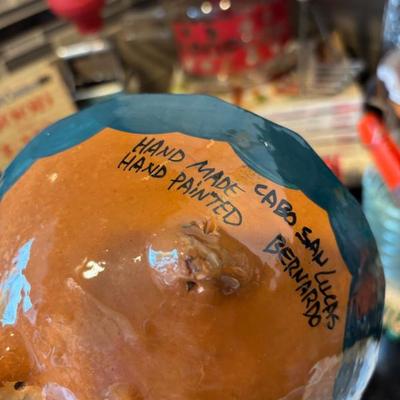 HAND MADE CABO SAN LUCAS
HAND PAINTED BERNARDO